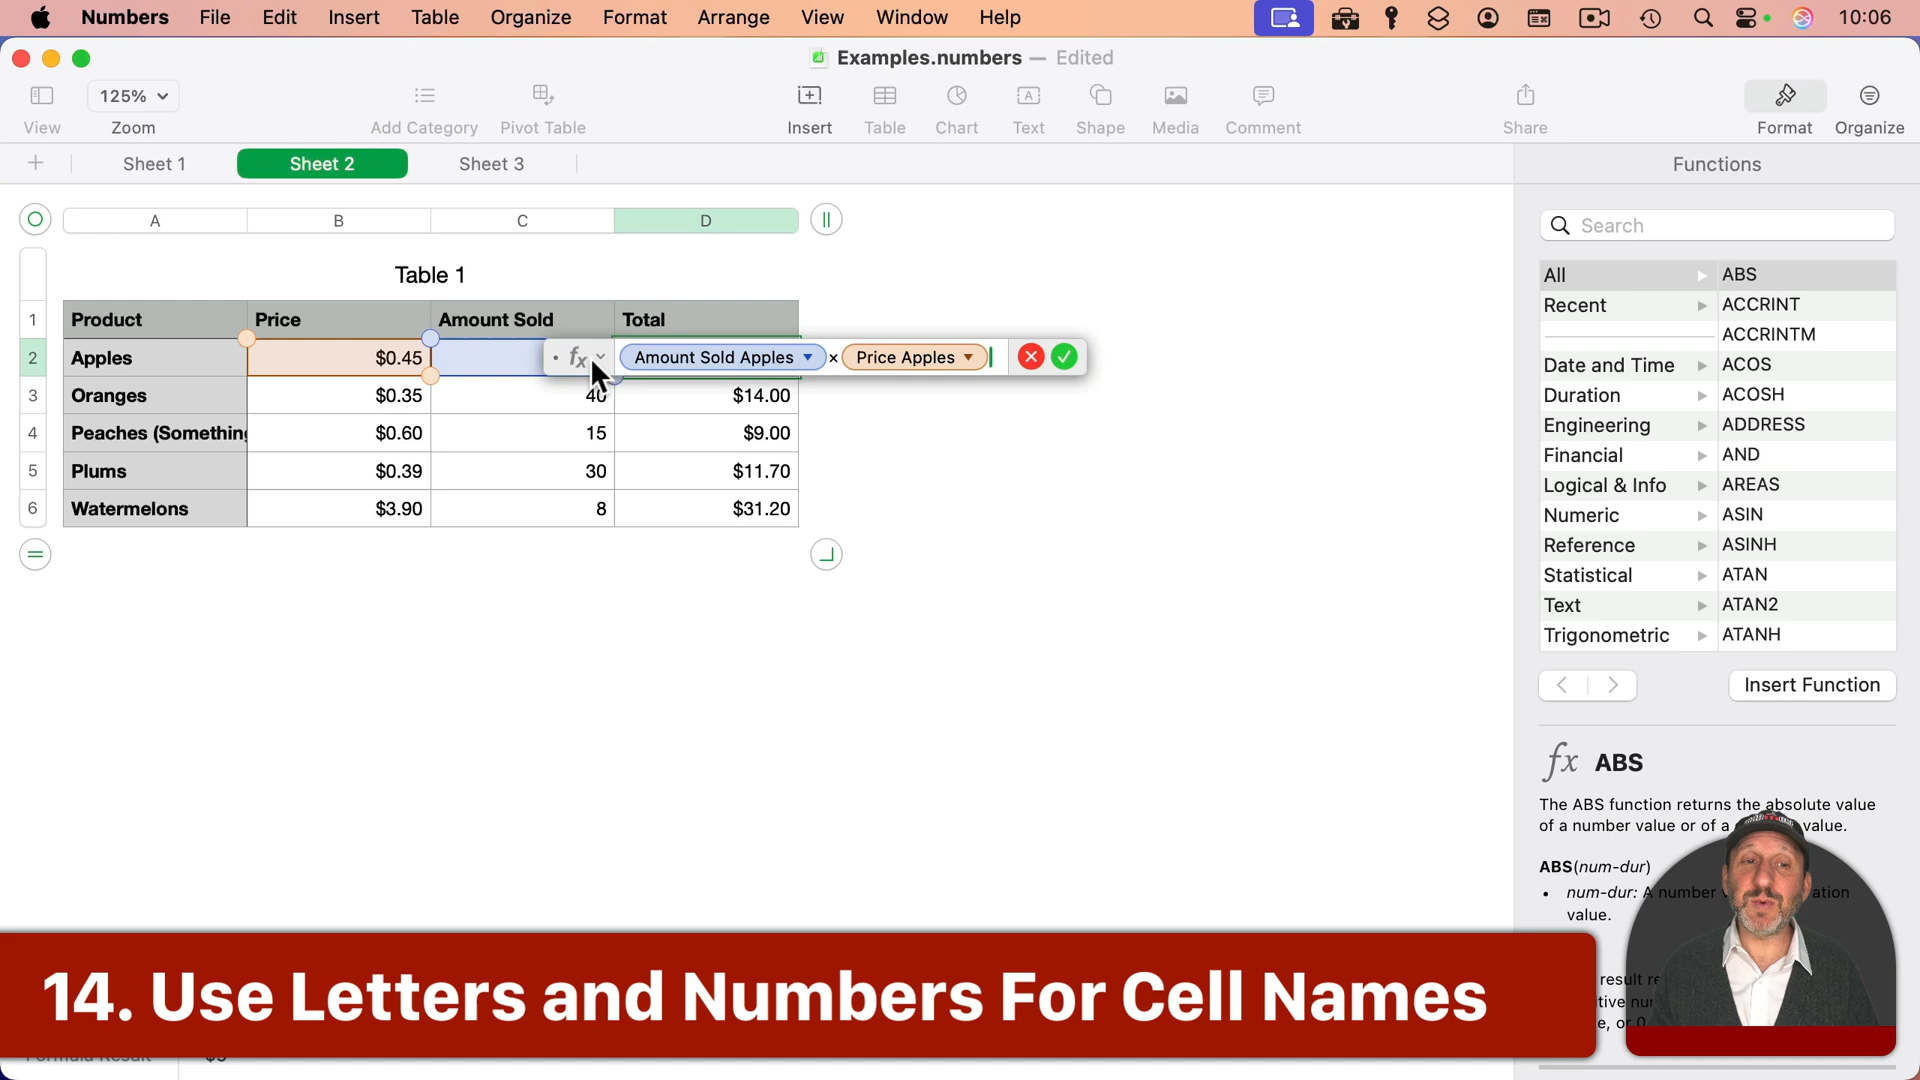 Numbers File Edit Insert Table Organize Format Arrange View Window Help 10:06
Examples.numbers — Edited
125%
View Zoom Add Category Pivot Table Insert Table Chart Text Shape Media Comment Share Format Organize
Sheet 1 Sheet 2 Sheet 3 Functions
A B C D
Search
Table 1
1 Product Price Amount Sold Total
2 Apples $0.45 fx Amount Sold Apples × Price Apples
3 Oranges $0.35 40 $14.00
4 Peaches (Something $0.60 15 $9.00
5 Plums $0.39 30 $11.70
6 Watermelons $3.90 8 $31.20
All ABS
Recent ACCRINT
ACCRINTM
Date and Time ACOS
Duration ACOSH
Engineering ADDRESS
Financial AND
Logical & Info AREAS
Numeric ASIN
Reference ASINH
Statistical ATAN
Text ATAN2
Trigonometric ATANH
Insert Function
fx ABS
The ABS function returns the absolute value
of a number value or of a value.
ABS(num-dur)
• num-dur: A number
value.
result
14. Use Letters and Numbers For Cell Names